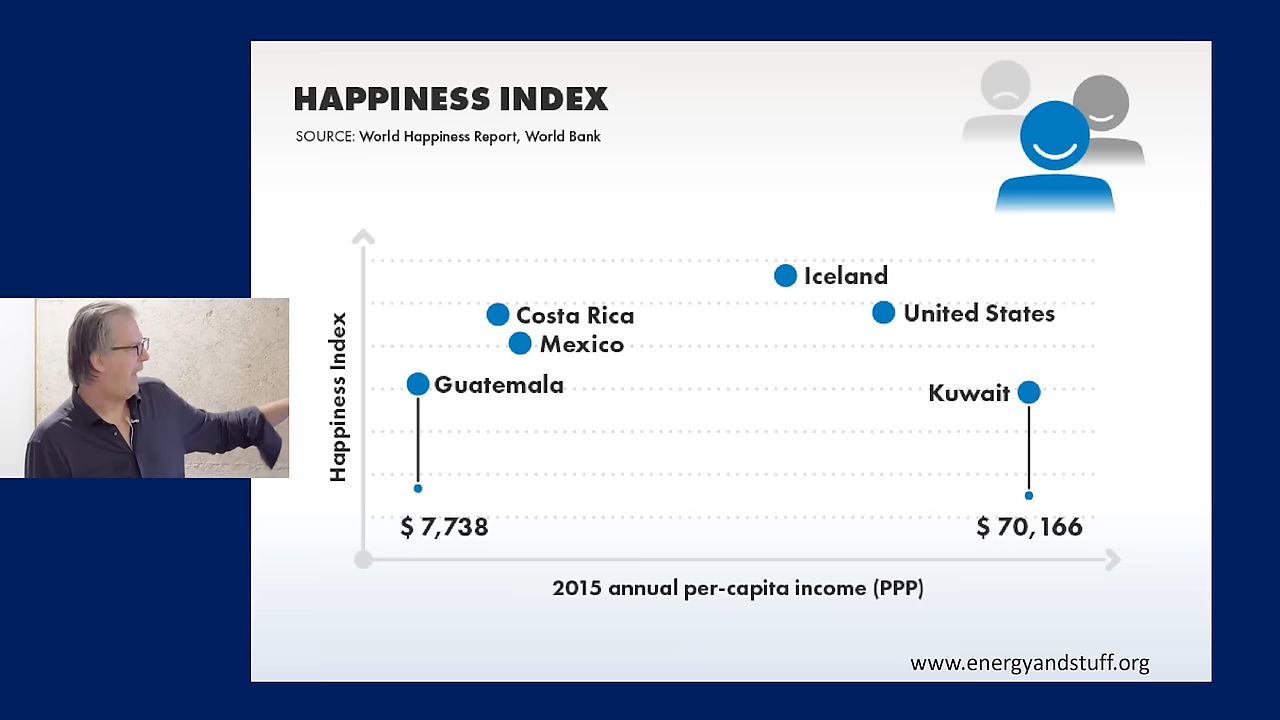 HAPPINESS INDEX
SOURCE: World Happiness Report, World Bank
Iceland
Costa Rica
United States
Mexico
Guatemala
Kuwait
Happiness Index
$ 7,738
$ 70,166
2015 annual per-capita income (PPP)
www.energyandstuff.org